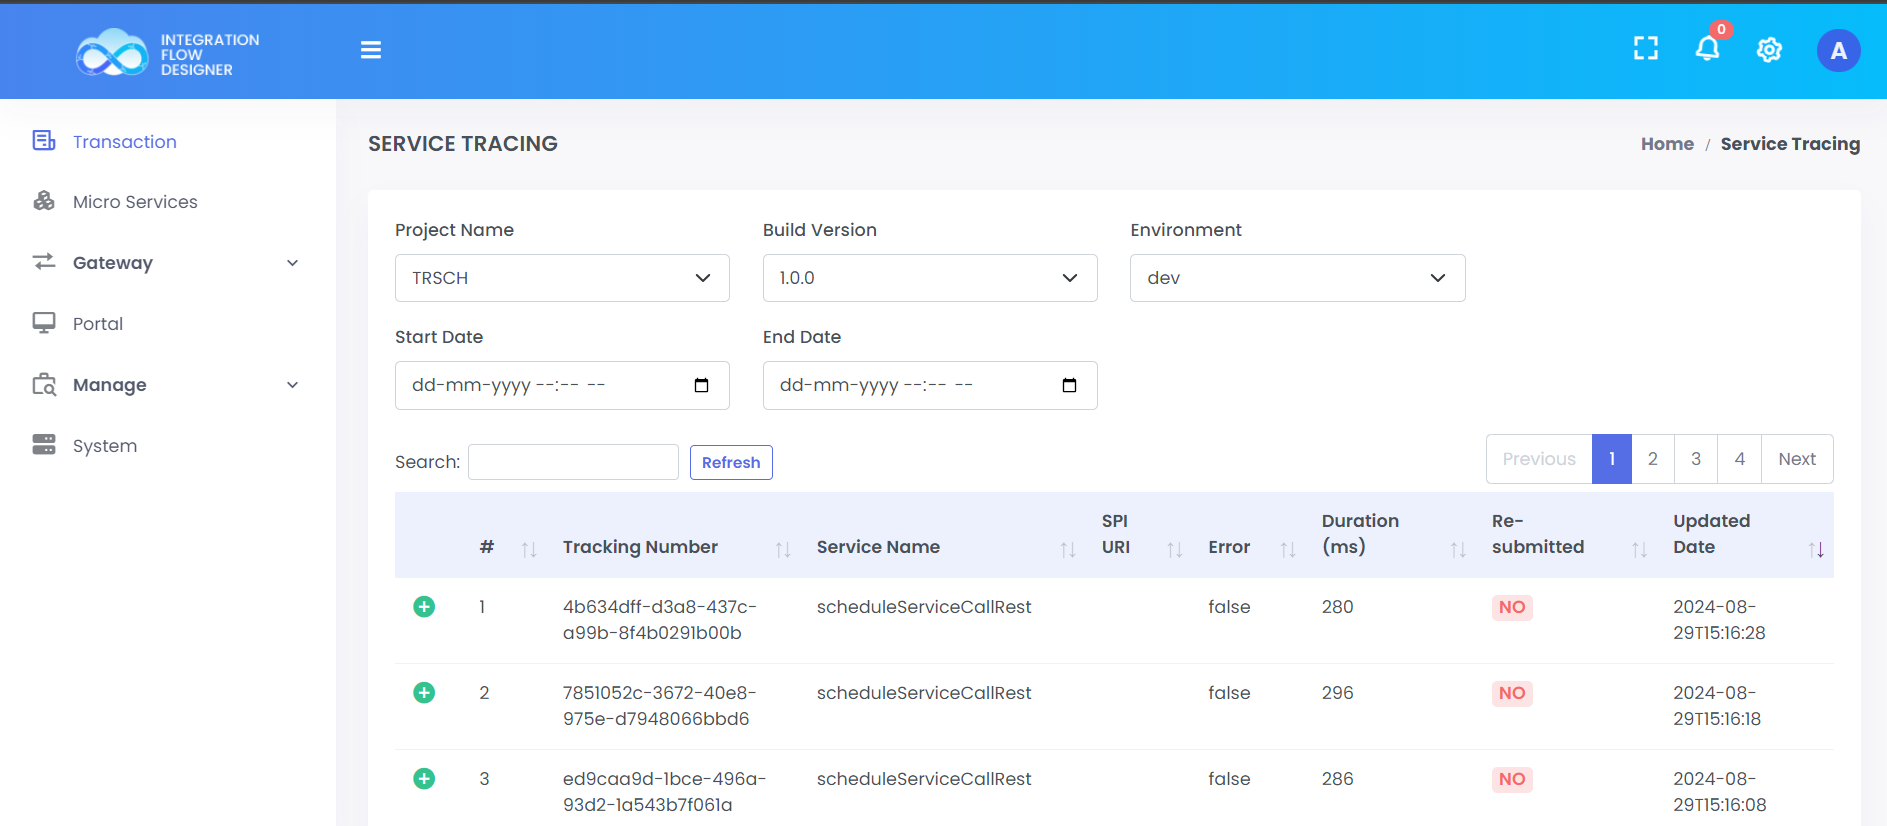 INTEGRATION
FLOW
DESIGNER
0
A
Transaction
Micro Services
Gateway
Portal
Manage
System
SERVICE TRACING
Home / Service Tracing
Project Name
Build Version
Environment
TRSCH
1.0.0
dev
Start Date
End Date
dd-mm-yyyy --:-- --
dd-mm-yyyy --:-- --
Search:
Refresh
Previous 1 2 3 4 Next
# Tracking Number Service Name SPI URI Error Duration (ms) Re-submitted Updated Date
1 4b634dff-d3a8-437c-a99b-8f4b0291b00b scheduleServiceCallRest false 280 NO 2024-08-29T15:16:28
2 7851052c-3672-40e8-975e-d7948066bbd6 scheduleServiceCallRest false 296 NO 2024-08-29T15:16:18
3 ed9caa9d-1bce-496a-93d2-1a543b7f061a scheduleServiceCallRest false 286 NO 2024-08-29T15:16:08